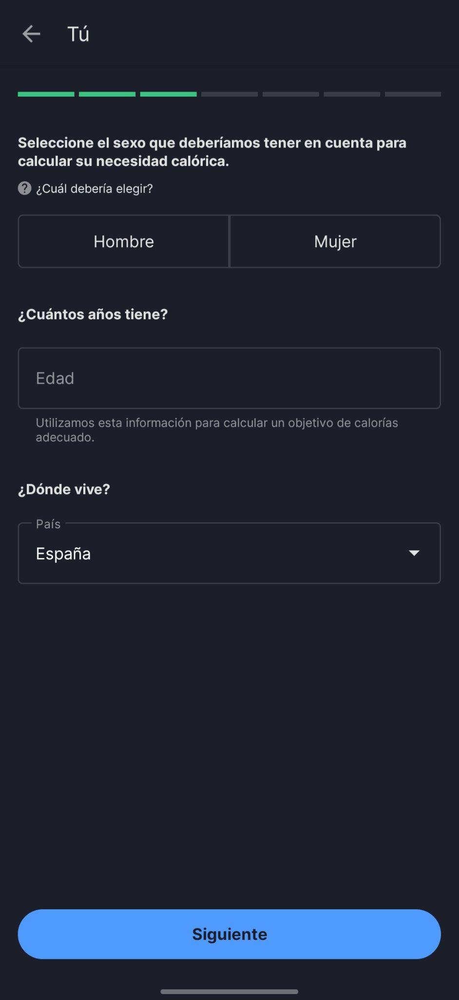 Tú
Seleccione el sexo que deberíamos tener en cuenta para
calcular su necesidad calórica.
¿Cuál debería elegir?
Hombre
Mujer
¿Cuántos años tiene?
Edad
Utilizamos esta información para calcular un objetivo de calorías
adecuado.
¿Dónde vive?
País
España
Siguiente